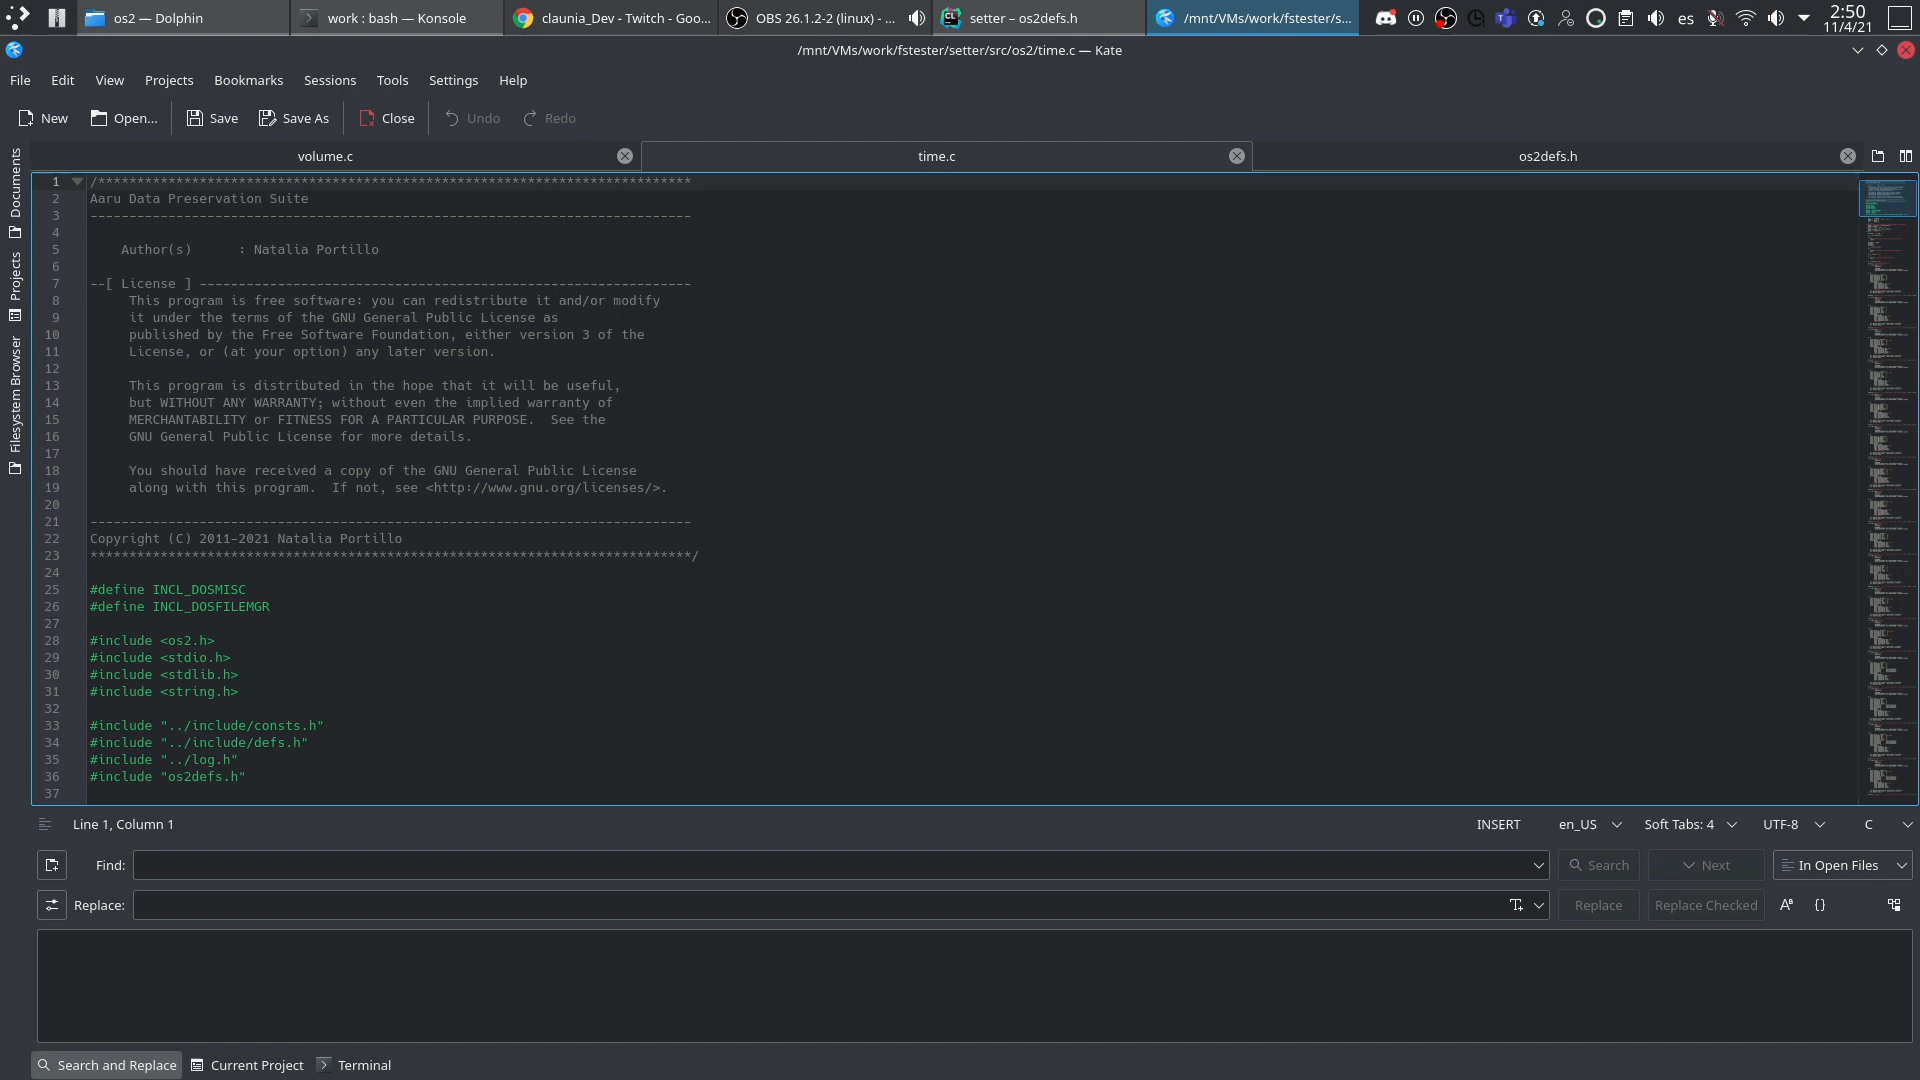 os2 — Dolphin
work : bash — Konsole
claunia_Dev - Twitch - Goo...
OBS 26.1.2-2 (linux) - ...
setter – os2defs.h
/mnt/VMs/work/fstester/s...
es
2:50
11/4/21
/mnt/VMs/work/fstester/setter/src/os2/time.c — Kate
File Edit View Projects Bookmarks Sessions Tools Settings Help
New Open... Save Save As Close Undo Redo
volume.c time.c os2defs.h
Documents
Projects
Filesystem Browser
1 /****************************************************************************
2 Aaru Data Preservation Suite
3 -----------------------------------------------------------------------------
4
5     Author(s)      : Natalia Portillo
6
7 --[ License ] ---------------------------------------------------------------
8      This program is free software: you can redistribute it and/or modify
9      it under the terms of the GNU General Public License as
10      published by the Free Software Foundation, either version 3 of the
11      License, or (at your option) any later version.
12
13      This program is distributed in the hope that it will be useful,
14      but WITHOUT ANY WARRANTY; without even the implied warranty of
15      MERCHANTABILITY or FITNESS FOR A PARTICULAR PURPOSE.  See the
16      GNU General Public License for more details.
17
18      You should have received a copy of the GNU General Public License
19      along with this program.  If not, see <http://www.gnu.org/licenses/>.
20
21 -----------------------------------------------------------------------------
22 Copyright (C) 2011-2021 Natalia Portillo
23 *****************************************************************************/
24
25 #define INCL_DOSMISC
26 #define INCL_DOSFILEMGR
27
28 #include <os2.h>
29 #include <stdio.h>
30 #include <stdlib.h>
31 #include <string.h>
32
33 #include "../include/consts.h"
34 #include "../include/defs.h"
35 #include "../log.h"
36 #include "os2defs.h"
37
Line 1, Column 1 INSERT en_US Soft Tabs: 4 UTF-8 C
Find: Search Next In Open Files
Replace: Replace Replace Checked {}
Search and Replace Current Project Terminal